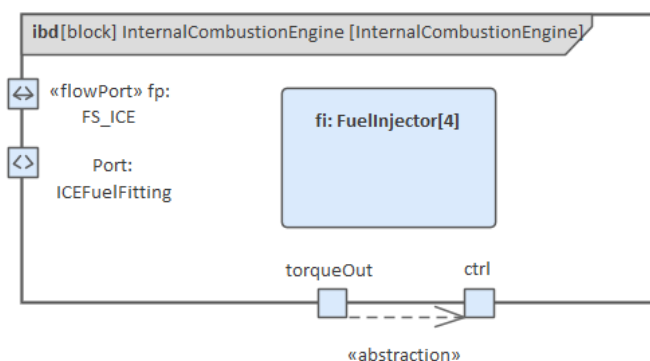 ibd[block] InternalCombustionEngine [InternalCombustionEngine]
«flowPort» fp:
FS_ICE
fi: FuelInjector[4]
Port:
ICEFuelFitting
torqueOut
ctrl
«abstraction»